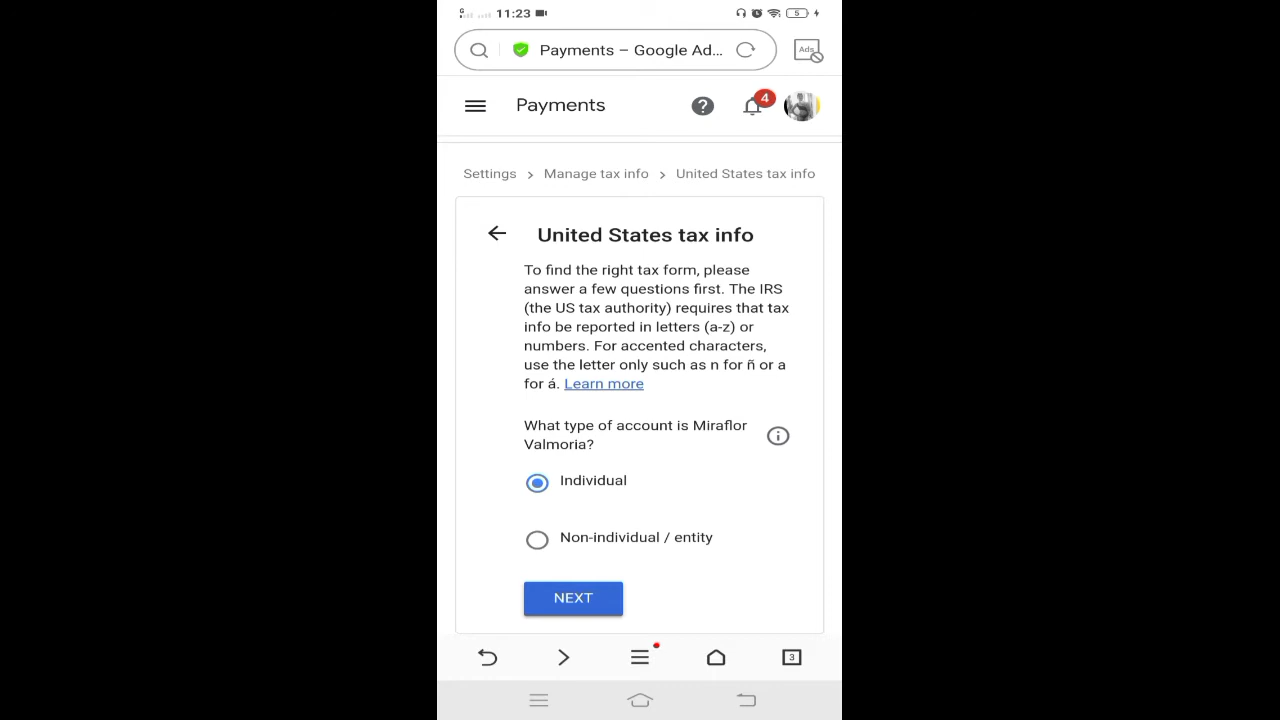 G
11:23
5
Payments – Google Ad...
Ads
Payments
4
Settings > Manage tax info > United States tax info
United States tax info
To find the right tax form, please
answer a few questions first. The IRS
(the US tax authority) requires that tax
info be reported in letters (a-z) or
numbers. For accented characters,
use the letter only such as n for ñ or a
for á. Learn more
What type of account is Miraflor
Valmoria?
Individual
Non-individual / entity
NEXT
3